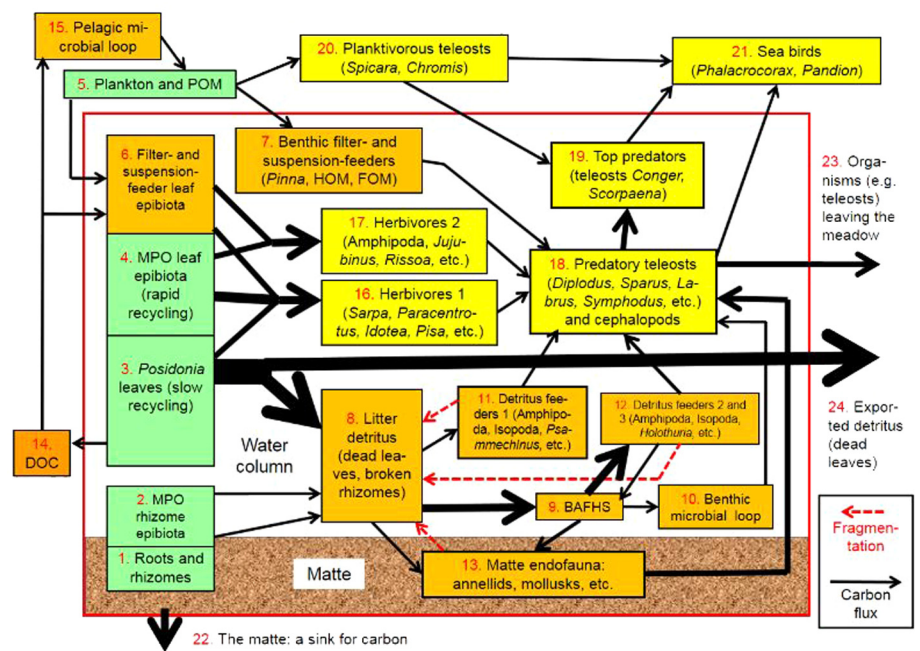 15. Pelagic mi-
crobial loop
20. Planktivorous teleosts
(Spicara, Chromis)
21. Sea birds
(Phalacrocorax, Pandion)
5. Plankton and POM
6. Filter- and
suspension-
feeder leaf
epibiota
7. Benthic filter- and
suspension-feeders
(Pinna, HOM, FOM)
19. Top predators
(teleosts Conger,
Scorpaena)
23. Orga-
nisms (e.g.
teleosts)
leaving the
meadow
17. Herbivores 2
(Amphipoda, Juju-
binus, Rissoa, etc.)
4. MPO leaf
epibiota
(rapid
recycling)
18. Predatory teleosts
(Diplodus, Sparus, La-
brus, Symphodus, etc.)
and cephalopods
16. Herbivores 1
(Sarpa, Paracentro-
tus, Idotea, Pisa, etc.)
3. Posidonia
leaves (slow
recycling)
8. Litter
detritus
(dead lea-
ves, broken
rhizomes)
11. Detritus fee-
ders 1 (Amphipo-
da, Isopoda, Psa-
mmechinus, etc.)
12. Detritus feeders 2 and
3 (Amphipoda, Isopoda,
Holothuria, etc.)
24. Expor-
ted detritus
(dead
leaves)
14.
DOC
Water
column
2. MPO
rhizome
epibiota
9. BAFHS
10. Benthic
microbial loop
1. Roots and
rhizomes
Matte
13. Matte endofauna:
annellids, mollusks, etc.
Fragmen-
tation
Carbon
flux
22. The matte: a sink for carbon